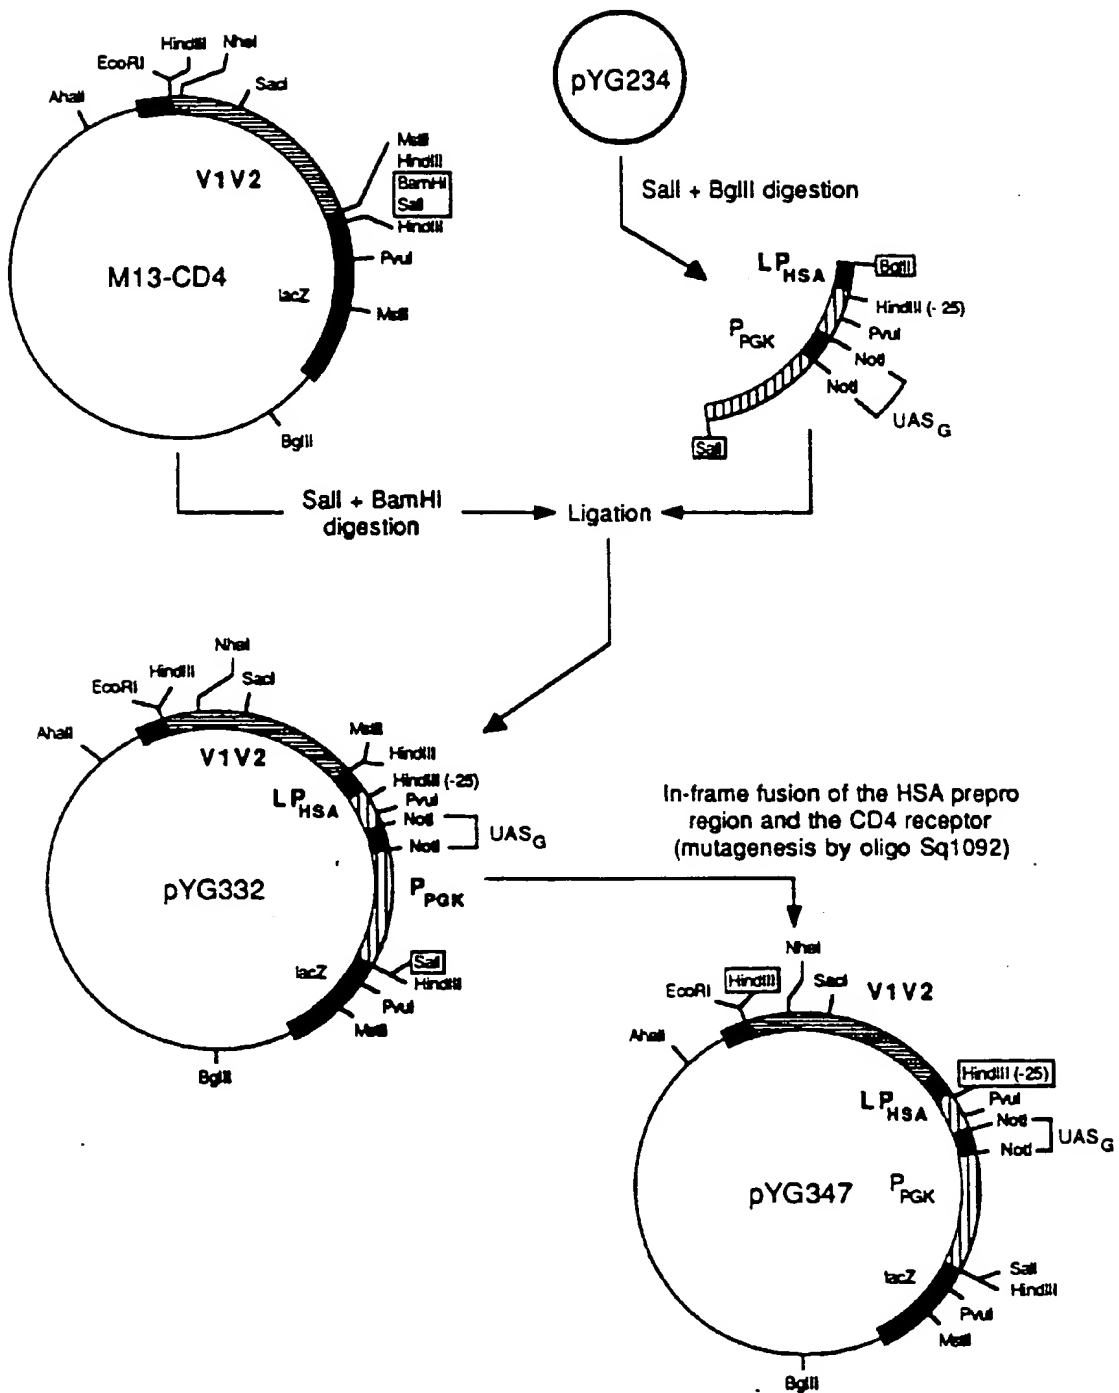 HindIII
NheI
EcoRI
AhaII
SacI
V1V2
MstII
HindIII
BamHI
SalI
HindIII
PvuI
M13-CD4
lacZ
MstII
BglII
pYG234
SalI + BglII digestion
LP HSA
BglII
HindIII (-25)
PvuI
P PGK
NotI
NotI
UAS G
SalI
SalI + BamHI
digestion
Ligation
NheI
HindIII
EcoRI
SacI
AhaII
V1V2
MstII
HindIII
HindIII (-25)
LP HSA
PvuI
NotI
UAS G
NotI
pYG332
P PGK
SalI
lacZ
HindIII
PvuI
MstII
BglII
In-frame fusion of the HSA prepro
region and the CD4 receptor
(mutagenesis by oligo Sq1092)
NheI
HindIII
EcoRI
SacI
V1V2
AhaII
HindIII (-25)
LP HSA
PvuI
NotI
UAS G
NotI
pYG347
P PGK
lacZ
SalI
HindIII
PvuI
MstII
BglII